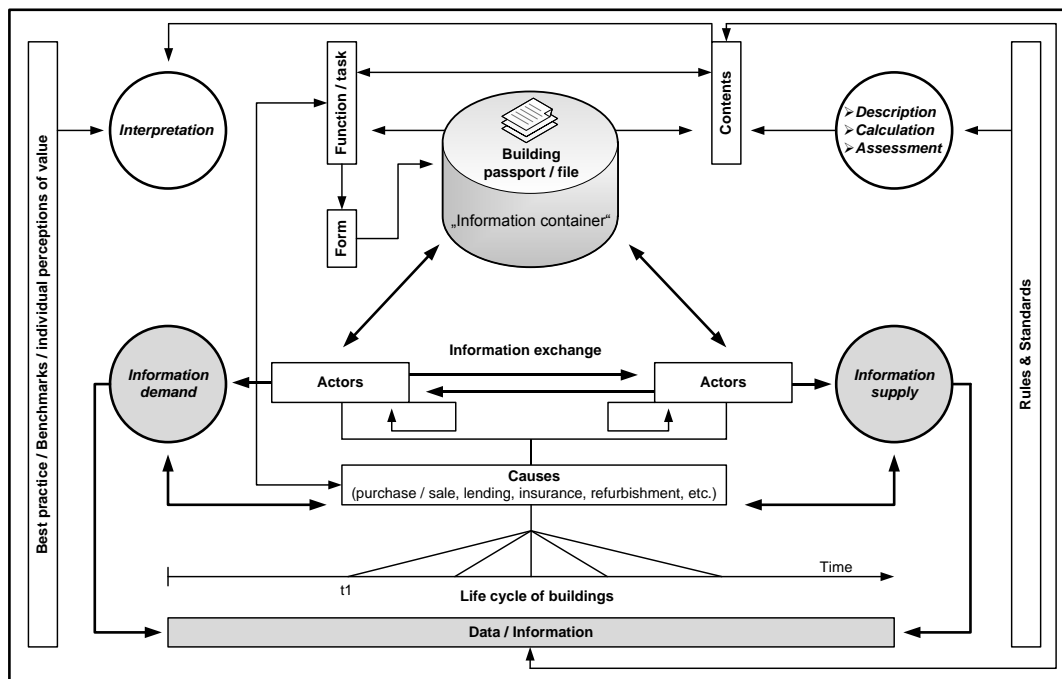 Best practice / Benchmarks / individual perceptions of value
Interpretation
Function / task
Form
Building
passport / file
„Information container“
Contents
➢ Description
➢ Calculation
➢ Assessment
Rules & Standards
Information
demand
Actors
Information exchange
Actors
Information
supply
Causes
(purchase / sale, lending, insurance, refurbishment, etc.)
Time
t1
Life cycle of buildings
Data / Information